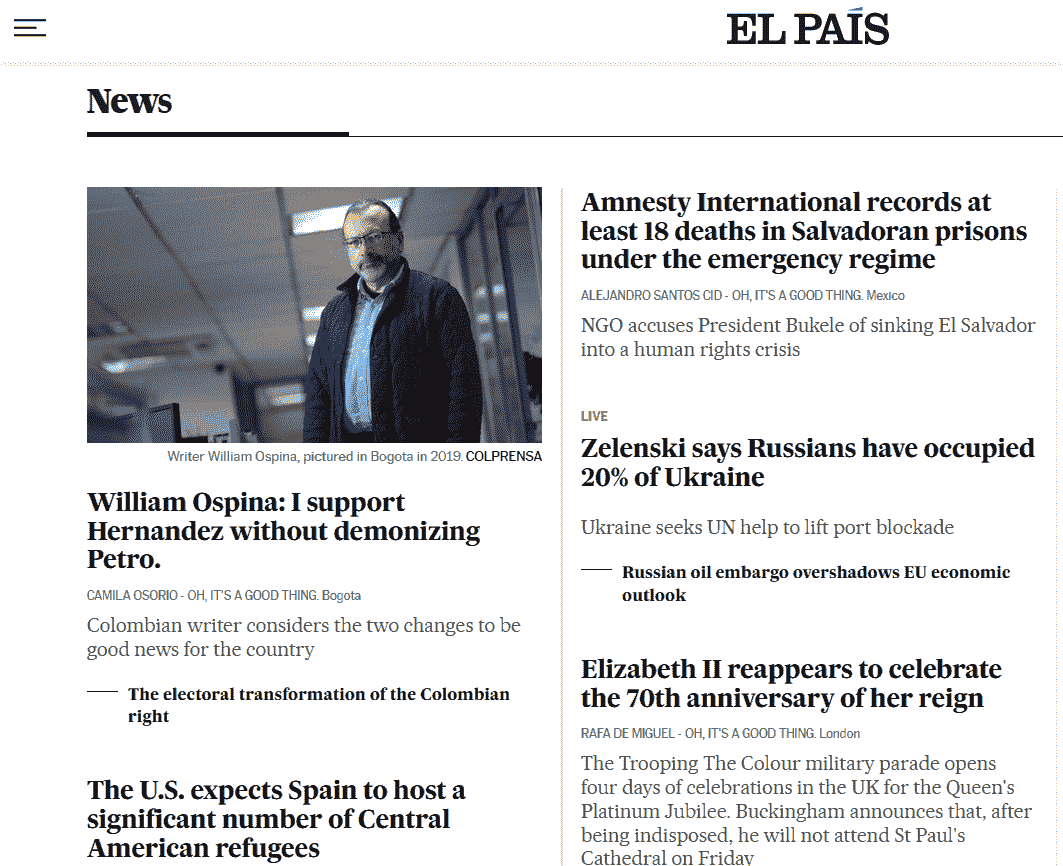 EL PAÍS
News
Writer William Ospina, pictured in Bogota in 2019. COLPRENSA
William Ospina: I support
Hernandez without demonizing
Petro.
CAMILA OSORIO - OH, IT'S A GOOD THING. Bogota
Colombian writer considers the two changes to be
good news for the country
The electoral transformation of the Colombian
right
The U.S. expects Spain to host a
significant number of Central
American refugees
Amnesty International records at
least 18 deaths in Salvadoran prisons
under the emergency regime
ALEJANDRO SANTOS CID - OH, IT'S A GOOD THING. Mexico
NGO accuses President Bukele of sinking El Salvador
into a human rights crisis
LIVE
Zelenski says Russians have occupied
20% of Ukraine
Ukraine seeks UN help to lift port blockade
Russian oil embargo overshadows EU economic
outlook
Elizabeth II reappears to celebrate
the 70th anniversary of her reign
RAFA DE MIGUEL - OH, IT'S A GOOD THING. London
The Trooping The Colour military parade opens
four days of celebrations in the UK for the Queen's
Platinum Jubilee. Buckingham announces that, after
being indisposed, he will not attend St Paul's
Cathedral on Friday